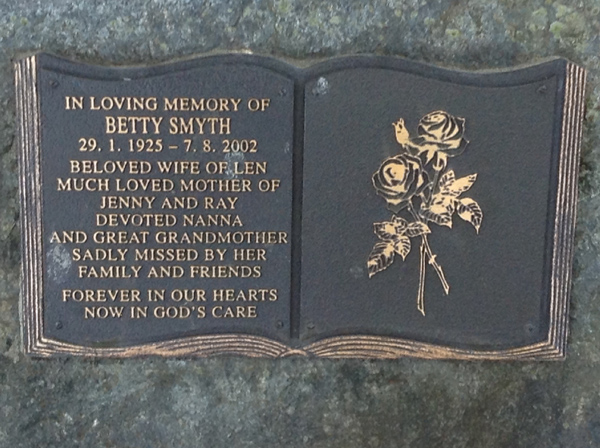 IN LOVING MEMORY OF
BETTY SMYTH
29. 1. 1925 – 7. 8. 2002
BELOVED WIFE OF LEN
MUCH LOVED MOTHER OF
JENNY AND RAY
DEVOTED NANNA
AND GREAT GRANDMOTHER
SADLY MISSED BY HER
FAMILY AND FRIENDS
FOREVER IN OUR HEARTS
NOW IN GOD'S CARE